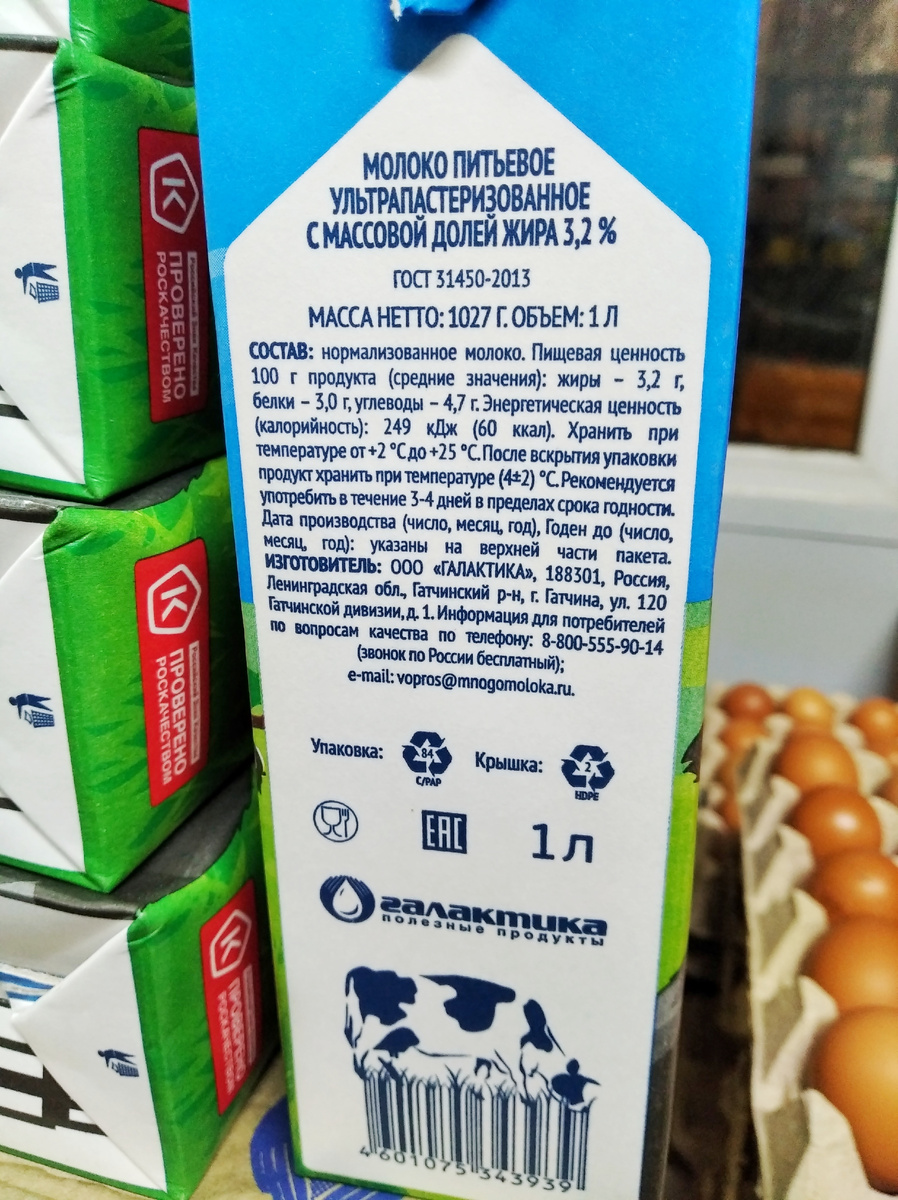 МОЛОКО ПИТЬЕВОЕ
УЛЬТРАПАСТЕРИЗОВАННОЕ
С МАССОВОЙ ДОЛЕЙ ЖИРА 3,2 %
ГОСТ 31450-2013
МАССА НЕТТО: 1027 Г. ОБЪЕМ: 1 Л
СОСТАВ: нормализованное молоко. Пищевая ценность
100 г продукта (средние значения): жиры – 3,2 г,
белки – 3,0 г, углеводы – 4,7 г. Энергетическая ценность
(калорийность): 249 кДж (60 ккал). Хранить при
температуре от +2 °С до +25 °С. После вскрытия упаковки
продукт хранить при температуре (4±2) °С. Рекомендуется
употребить в течение 3-4 дней в пределах срока годности.
Дата производства (число, месяц, год), Годен до (число,
месяц, год): указаны на верхней части пакета.
ИЗГОТОВИТЕЛЬ: ООО «ГАЛАКТИКА», 188301, Россия,
Ленинградская обл., Гатчинский р-н, г. Гатчина, ул. 120
Гатчинской дивизии, д. 1. Информация для потребителей
по вопросам качества по телефону: 8-800-555-90-14
(звонок по России бесплатный);
e-mail: vopros@mnogomoloka.ru.
Упаковка: 84 C/PAP Крышка: 2 HDPE
EAC 1 л
галактика
полезные продукты
4 601075 343939
ПРОВЕРЕНО
РОСКАЧЕСТВОМ
ПРОВЕРЕНО
РОСКАЧЕСТВОМ
ПРОВЕРЕНО
РОСКАЧЕСТВОМ